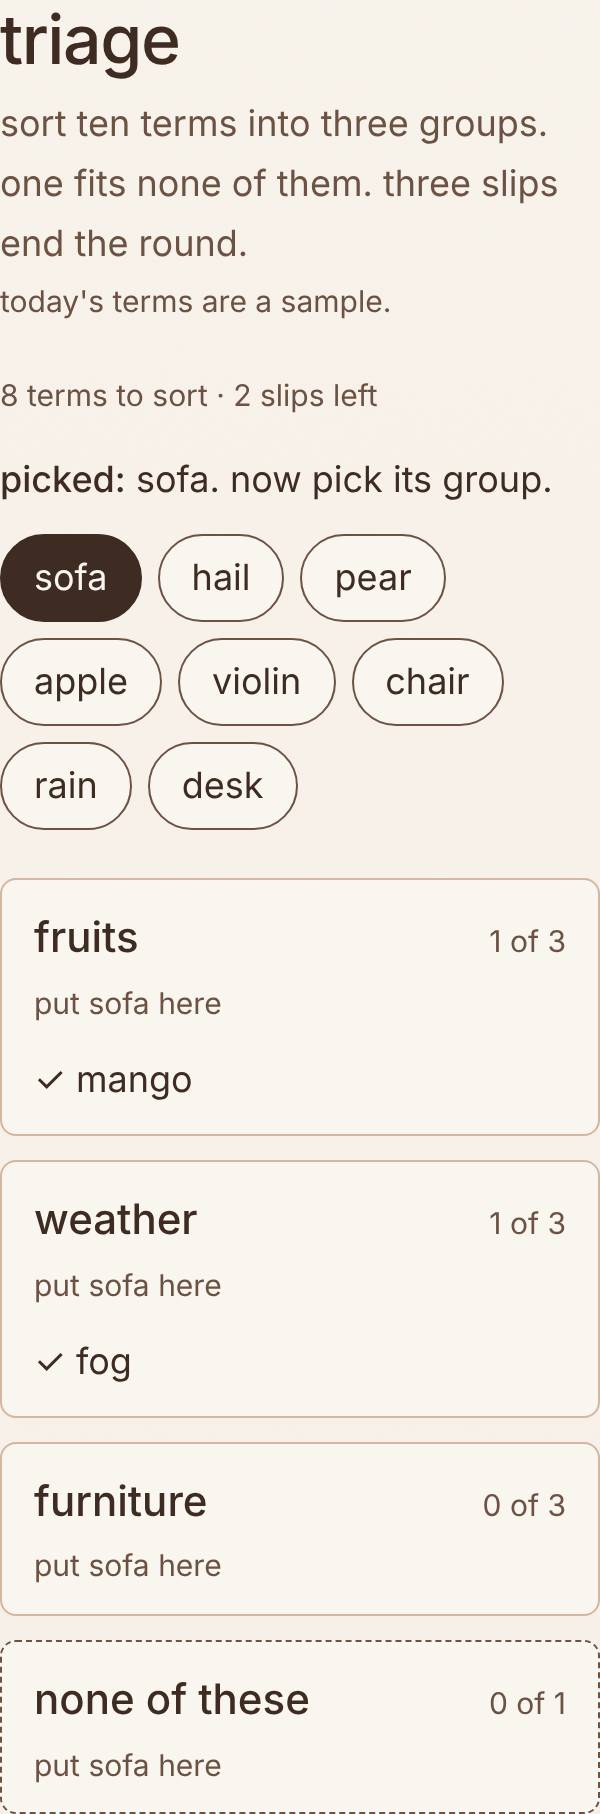 triage
sort ten terms into three groups.
one fits none of them. three slips
end the round.
today's terms are a sample.
8 terms to sort · 2 slips left
picked: sofa. now pick its group.
sofa hail pear
apple violin chair
rain desk
fruits 1 of 3
put sofa here
✓ mango
weather 1 of 3
put sofa here
✓ fog
furniture 0 of 3
put sofa here
none of these 0 of 1
put sofa here